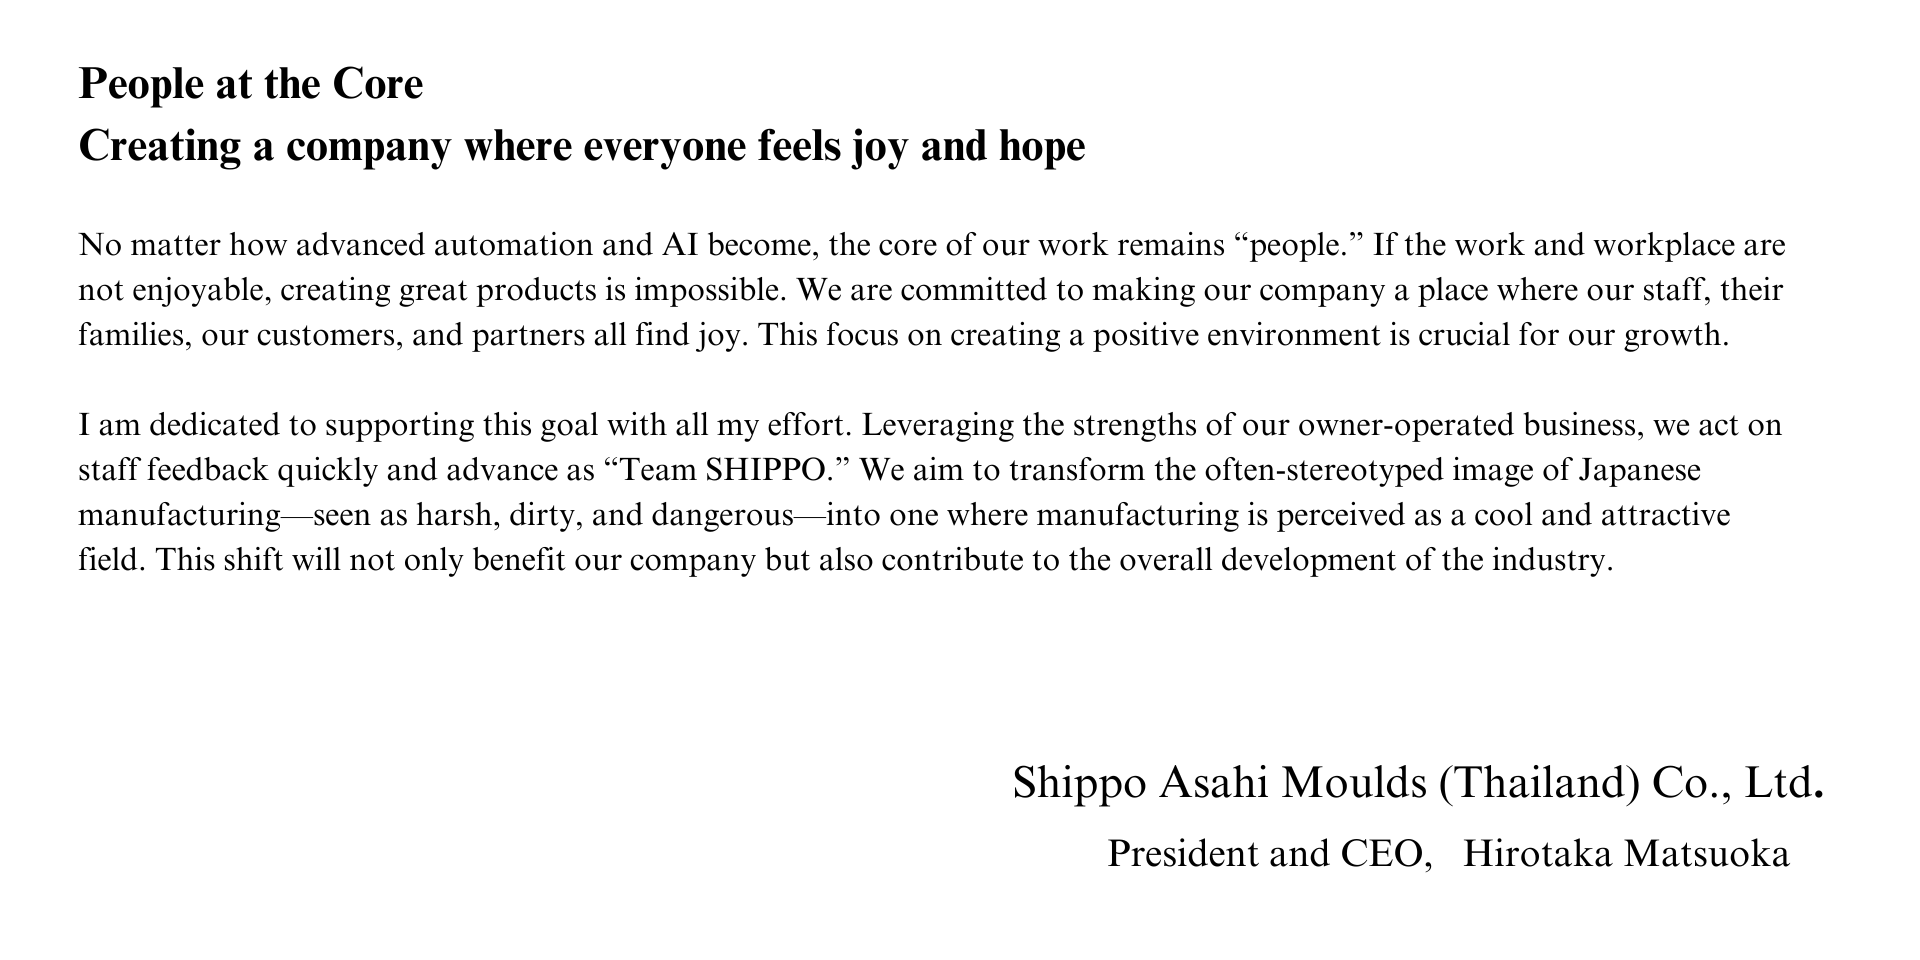 People at the Core
Creating a company where everyone feels joy and hope
No matter how advanced automation and AI become, the core of our work remains “people.” If the work and workplace are
not enjoyable, creating great products is impossible. We are committed to making our company a place where our staff, their
families, our customers, and partners all find joy. This focus on creating a positive environment is crucial for our growth.
I am dedicated to supporting this goal with all my effort. Leveraging the strengths of our owner-operated business, we act on
staff feedback quickly and advance as “Team SHIPPO.” We aim to transform the often-stereotyped image of Japanese
manufacturing—seen as harsh, dirty, and dangerous—into one where manufacturing is perceived as a cool and attractive
field. This shift will not only benefit our company but also contribute to the overall development of the industry.
Shippo Asahi Moulds (Thailand) Co., Ltd.
President and CEO, Hirotaka Matsuoka